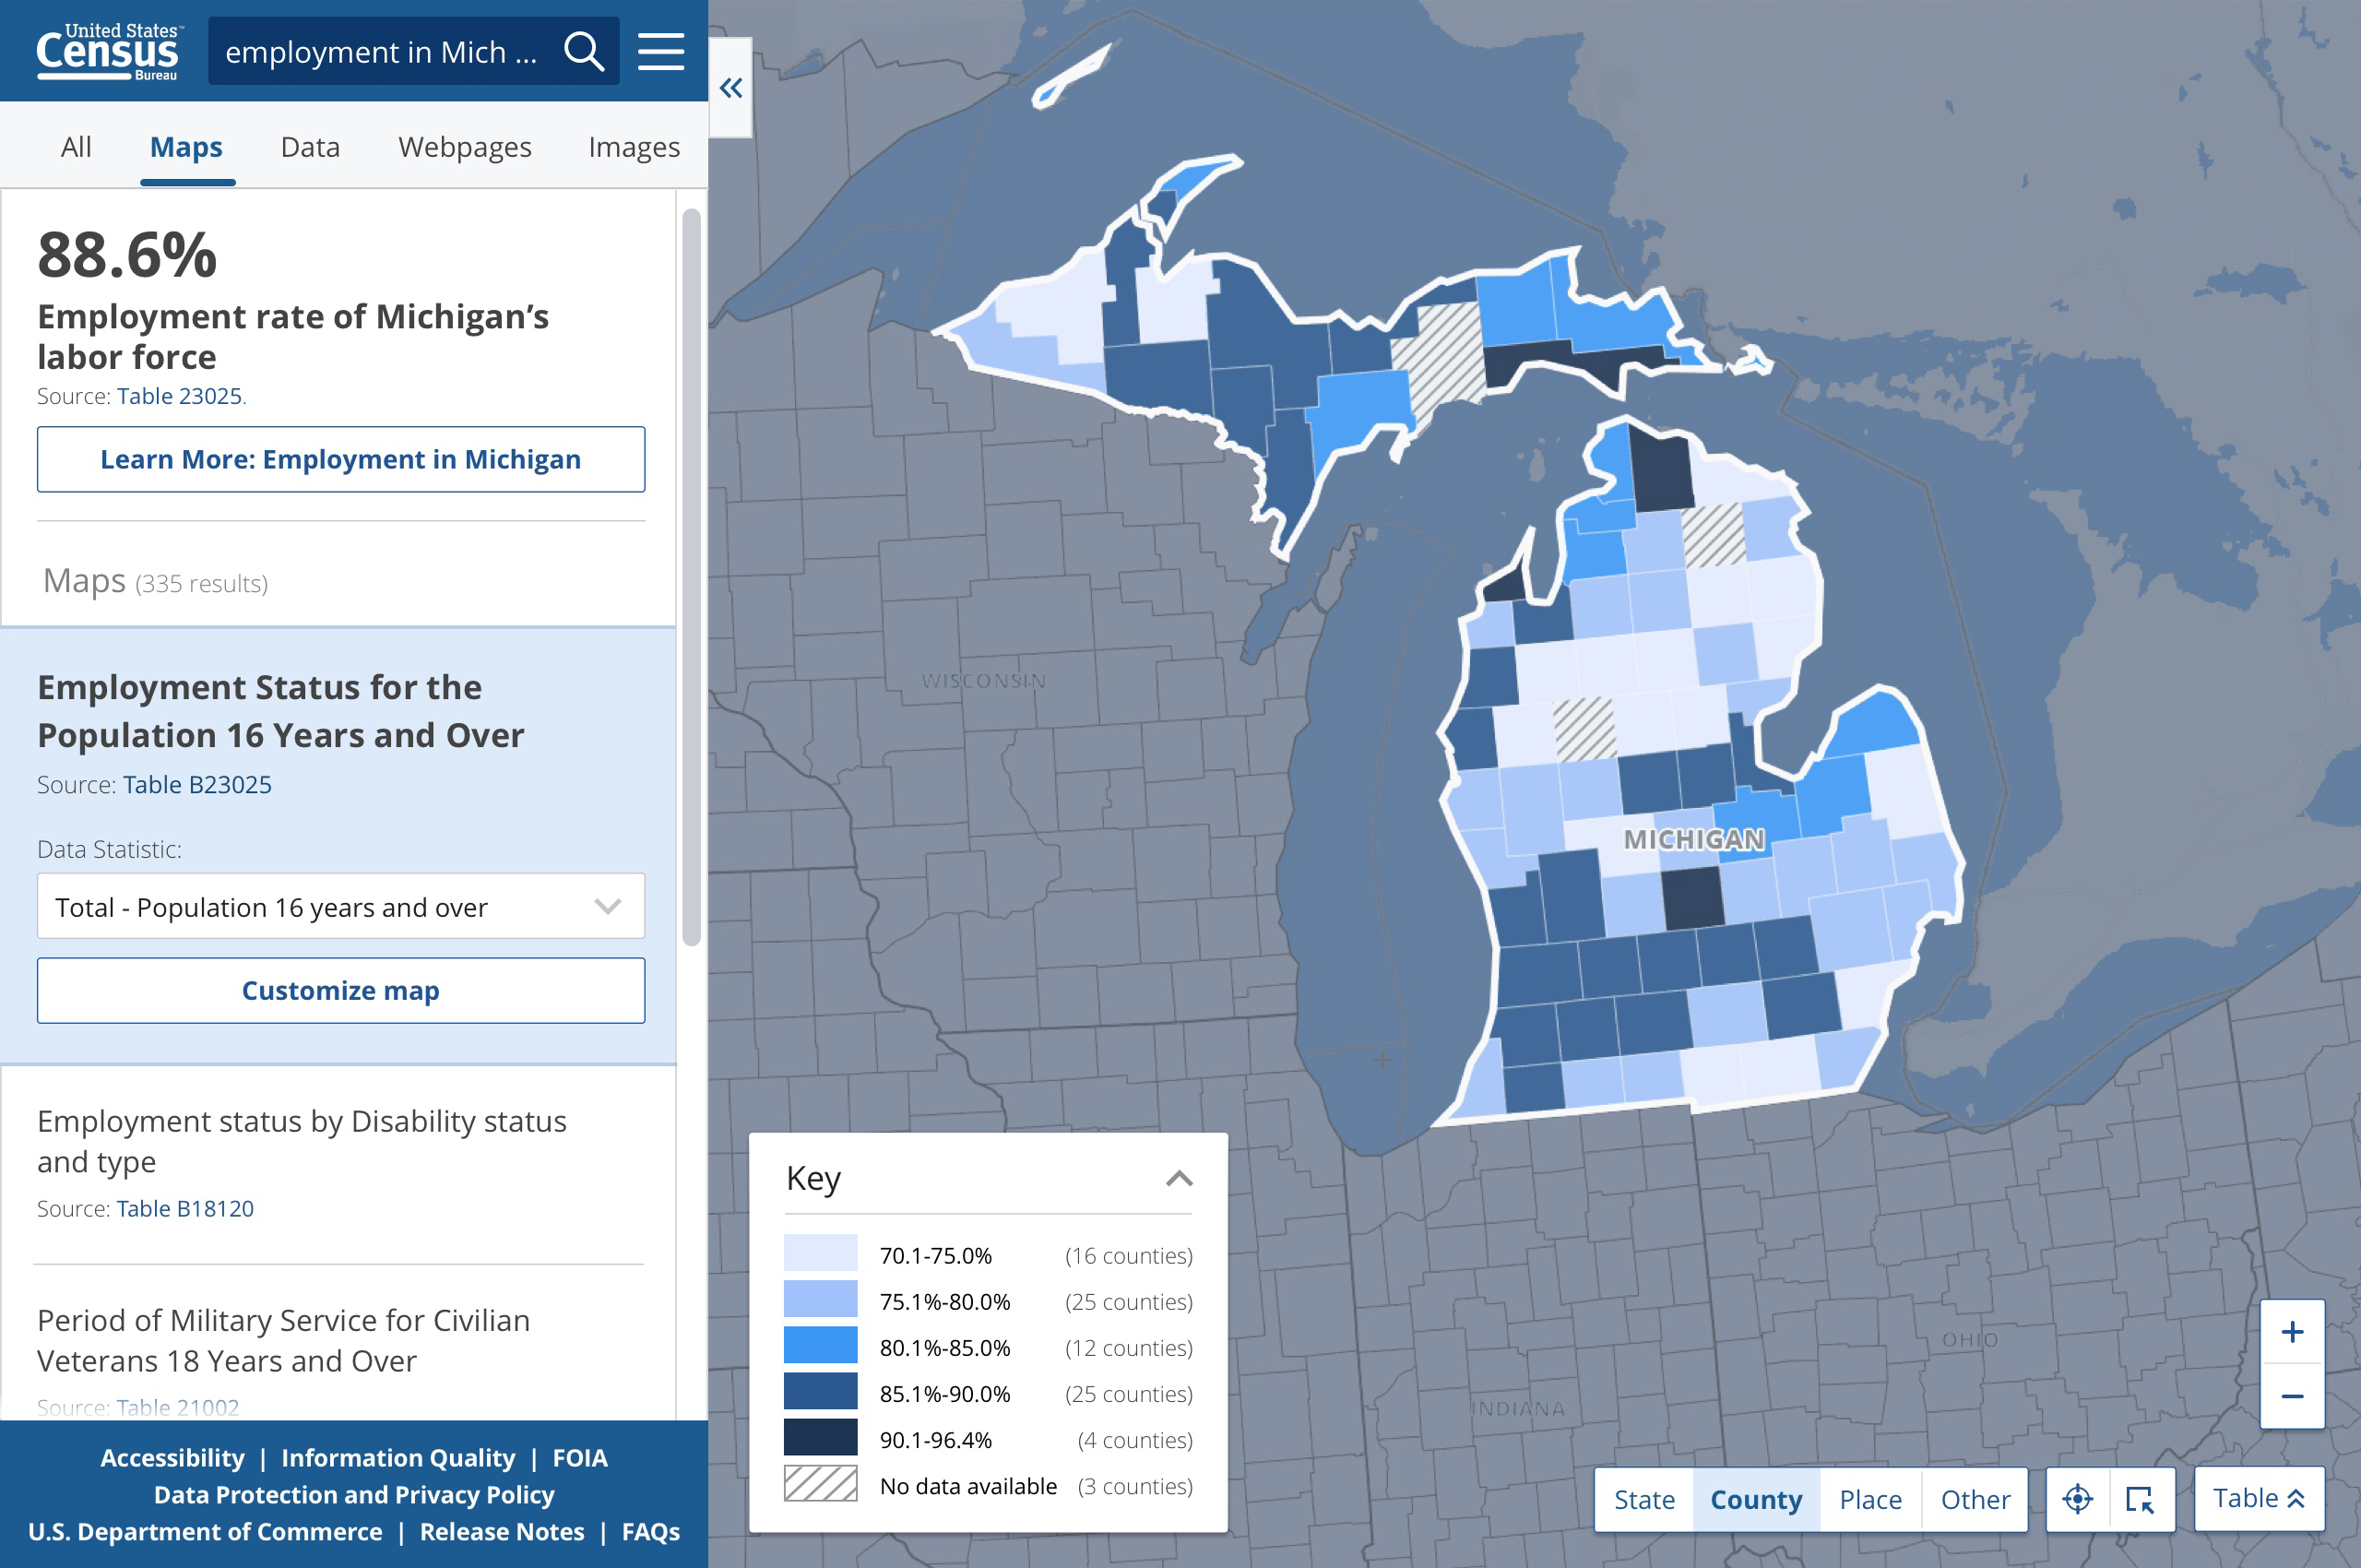 United States™
Census
Bureau
employment in Mich ...
All Maps Data Webpages Images
88.6%
Employment rate of Michigan’s
labor force
Source: Table 23025.
Learn More: Employment in Michigan
Maps (335 results)
Employment Status for the
Population 16 Years and Over
Source: Table B23025
Data Statistic:
Total - Population 16 years and over
Customize map
Employment status by Disability status
and type
Source: Table B18120
Period of Military Service for Civilian
Veterans 18 Years and Over
Source: Table 21002
Accessibility | Information Quality | FOIA
Data Protection and Privacy Policy
U.S. Department of Commerce | Release Notes | FAQs
WISCONSIN
MICHIGAN
OHIO
INDIANA
Key
70.1-75.0% (16 counties)
75.1%-80.0% (25 counties)
80.1%-85.0% (12 counties)
85.1%-90.0% (25 counties)
90.1-96.4% (4 counties)
No data available (3 counties)
State County Place Other
Table